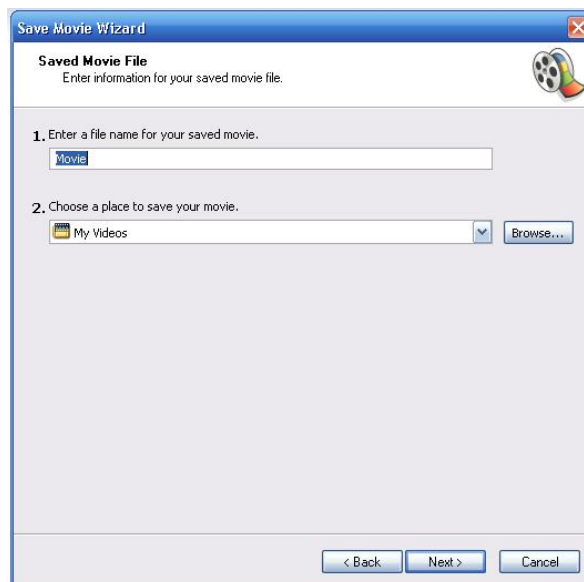 Save Movie Wizard
Saved Movie File
Enter information for your saved movie file.
1. Enter a file name for your saved movie.
Movie
2. Choose a place to save your movie.
My Videos
Browse...
< Back
Next >
Cancel